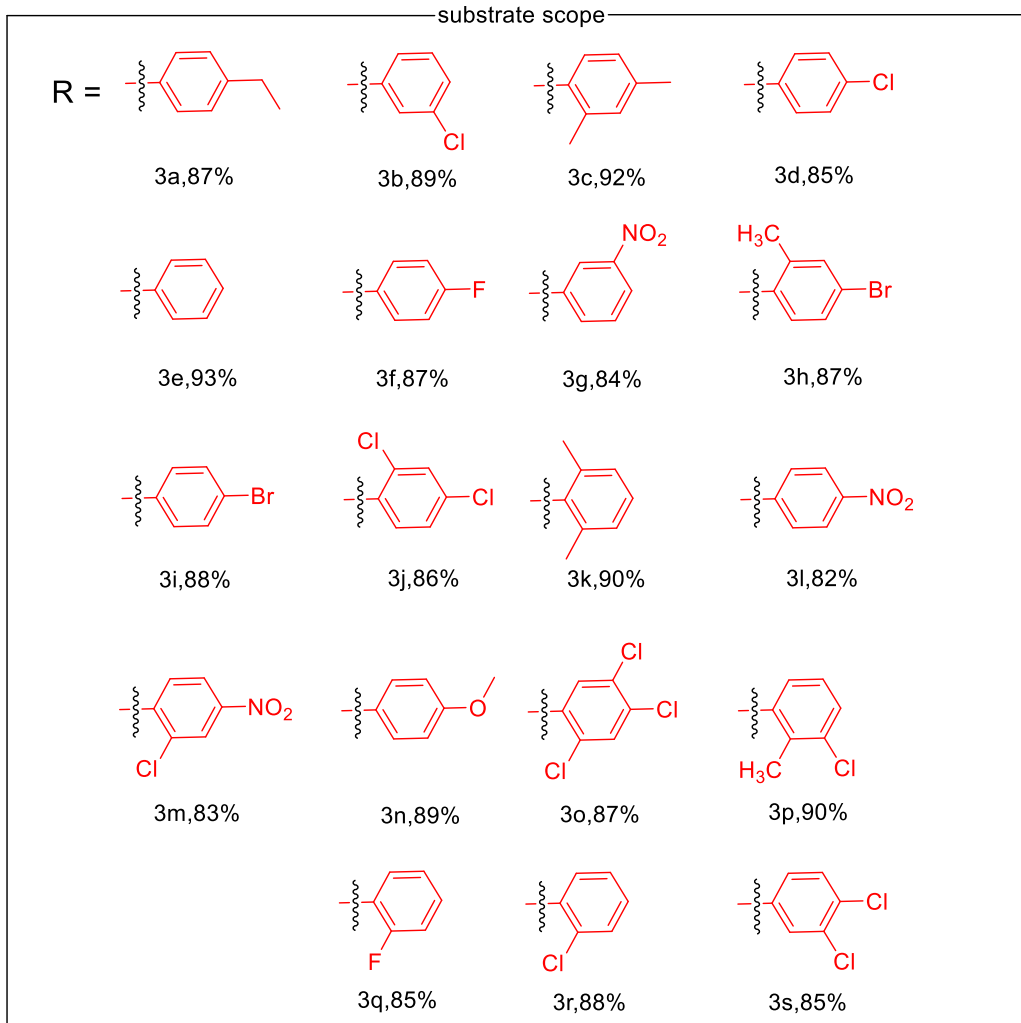 substrate scope
R =
Cl
Cl
3a,87%
3b,89%
3c,92%
3d,85%
NO2
H3C
F
Br
3e,93%
3f,87%
3g,84%
3h,87%
Cl
Br
Cl
NO2
3i,88%
3j,86%
3k,90%
3l,82%
Cl
NO2
O
Cl
Cl
Cl
H3C
Cl
3m,83%
3n,89%
3o,87%
3p,90%
Cl
F
Cl
Cl
3q,85%
3r,88%
3s,85%